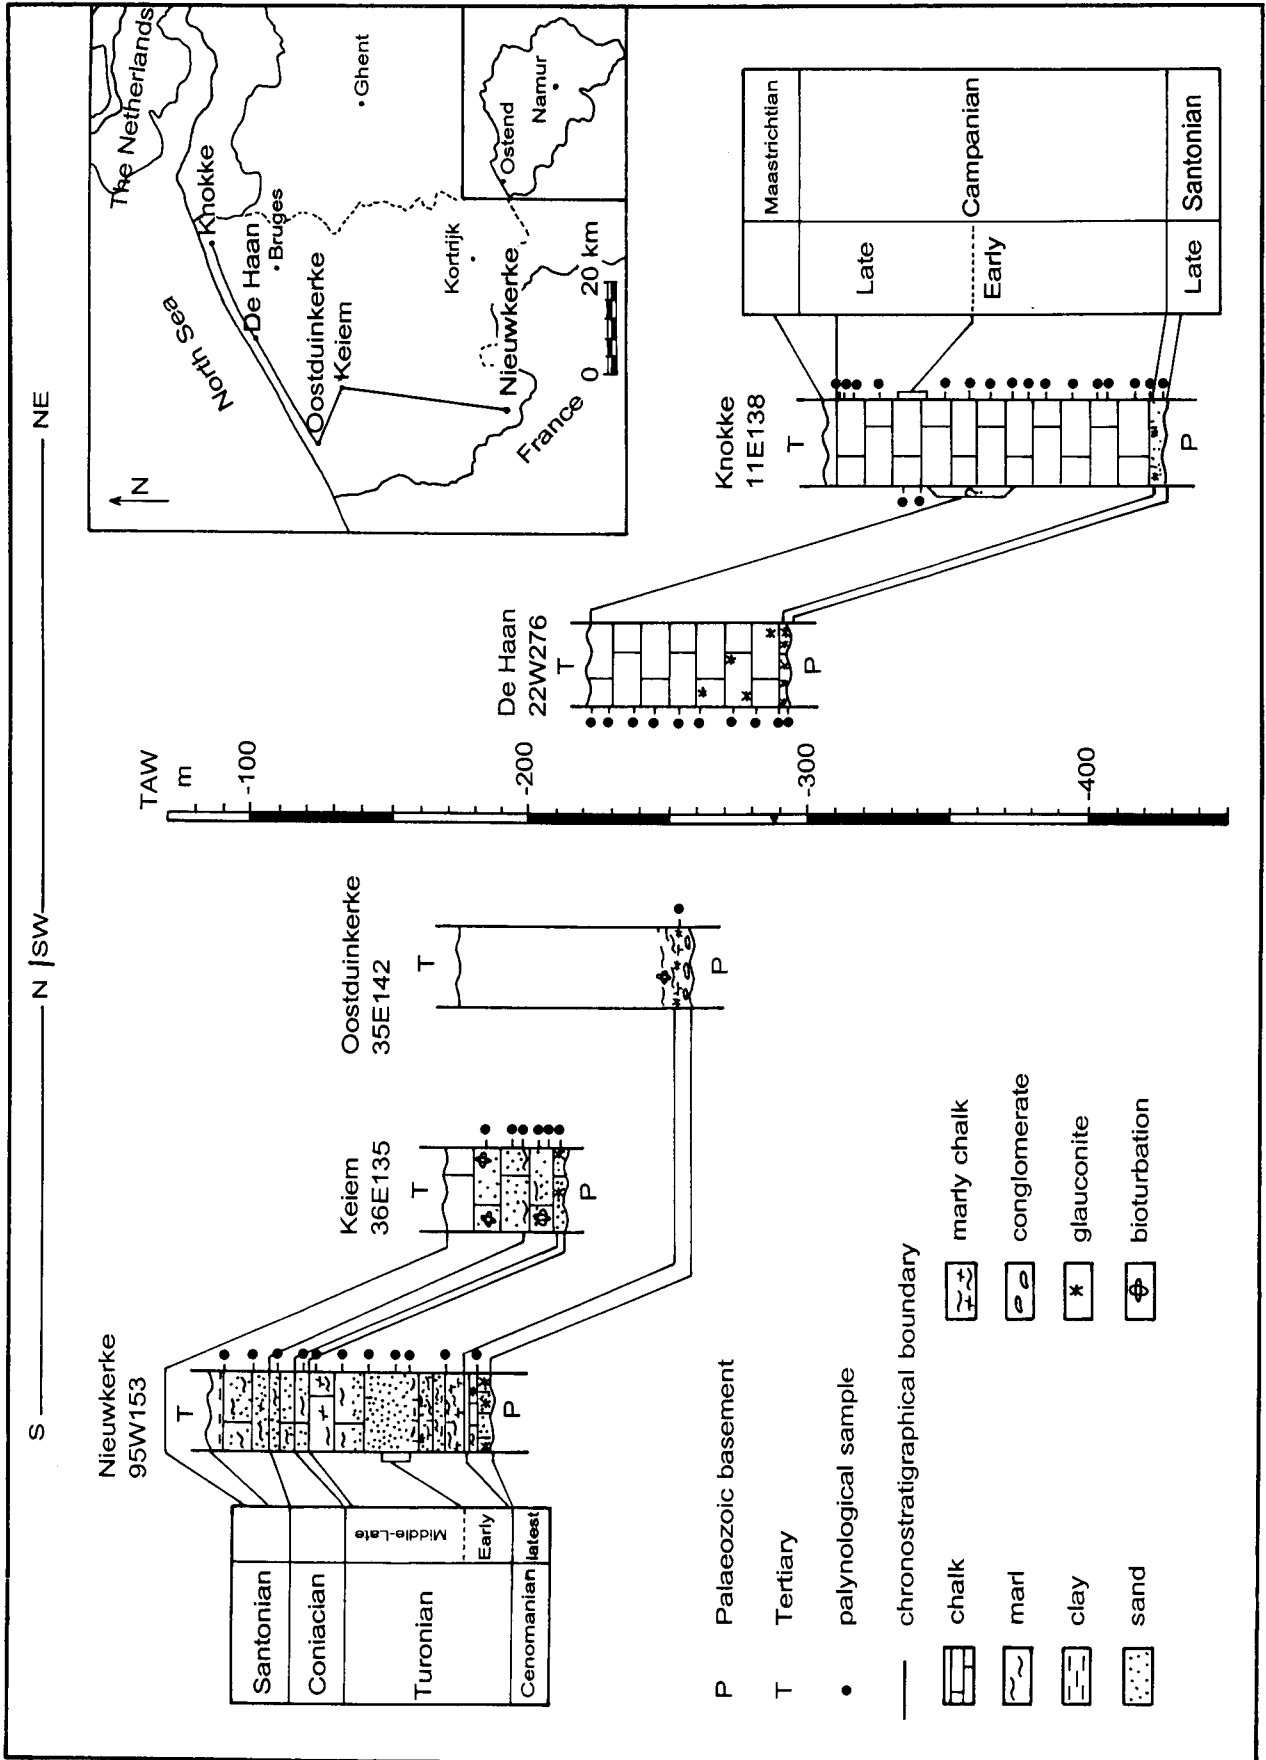 S
N
SW
NE
Nieuwkerke
95W153
T
P
Santonian
Coniacian
Turonian
Middle-Late
Early
Cenomanian
latest
Keiem
36E135
T
P
Oostduinkerke
35E142
T
P
TAW
m
-100
-200
-300
-400
De Haan
22W276
T
P
Knokke
11E138
T
P
Maastrichtian
Late
Campanian
Early
Late
Santonian
N
North Sea
The Netherlands
Knokke
De Haan
Bruges
Ghent
Oostduinkerke
Keiem
Kortrijk
Nieuwkerke
France
0
20 km
Ostend
Namur
P Palaeozoic basement
T Tertiary
palynological sample
chronostratigraphical boundary
chalk
marl
clay
sand
marly chalk
conglomerate
glauconite
bioturbation